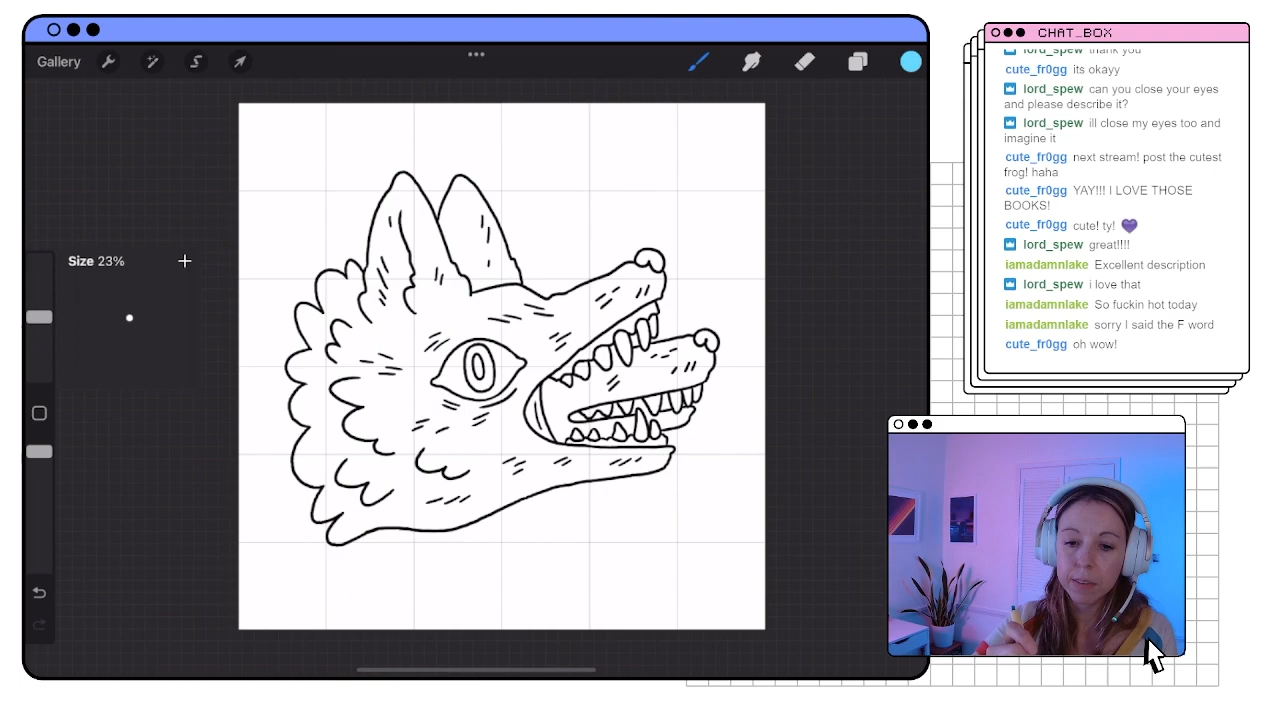 Gallery
Size 23%
CHAT_BOX
lord_spew thank you
cute_fr0gg its okayy
lord_spew can you close your eyes
and please describe it?
lord_spew ill close my eyes too and
imagine it
cute_fr0gg next stream! post the cutest
frog! haha
cute_fr0gg YAY!!! I LOVE THOSE
BOOKS!
cute_fr0gg cute! ty! 💜
lord_spew great!!!!
iamadamnlake Excellent description
lord_spew i love that
iamadamnlake So fuckin hot today
iamadamnlake sorry I said the F word
cute_fr0gg oh wow!